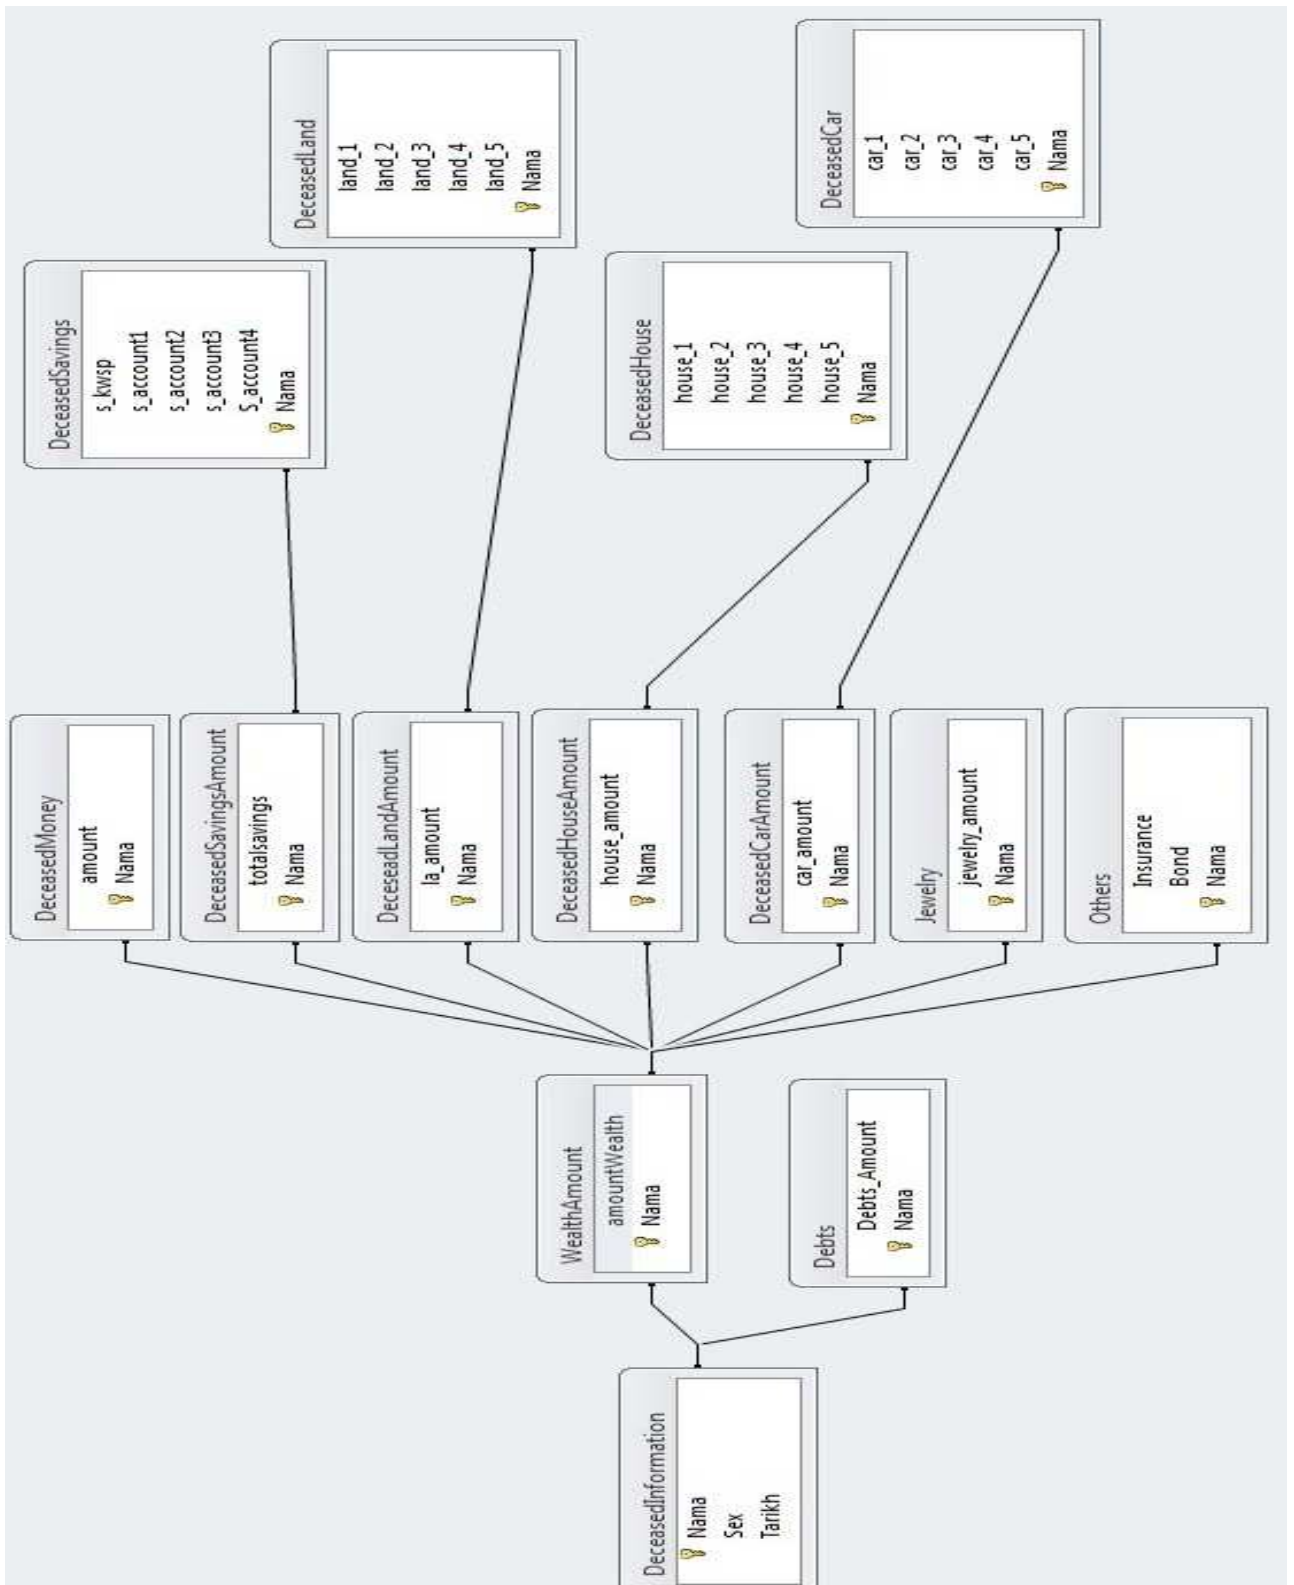 DeceasedInformation
Nama
Sex
Tarikh
WealthAmount
amountWealth
Nama
Debts
Debts_Amount
Nama
DeceasedMoney
amount
Nama
DeceasedSavingsAmount
totalsavings
Nama
DeceseadLandAmount
la_amount
Nama
DeceasedHouseAmount
house_amount
Nama
DeceasedCarAmount
car_amount
Nama
Jewelry
jewelry_amount
Nama
Others
Insurance
Bond
Nama
DeceasedSavings
s_kwsp
s_account1
s_account2
s_account3
S_account4
Nama
DeceasedLand
land_1
land_2
land_3
land_4
land_5
Nama
DeceasedHouse
house_1
house_2
house_3
house_4
house_5
Nama
DeceasedCar
car_1
car_2
car_3
car_4
car_5
Nama